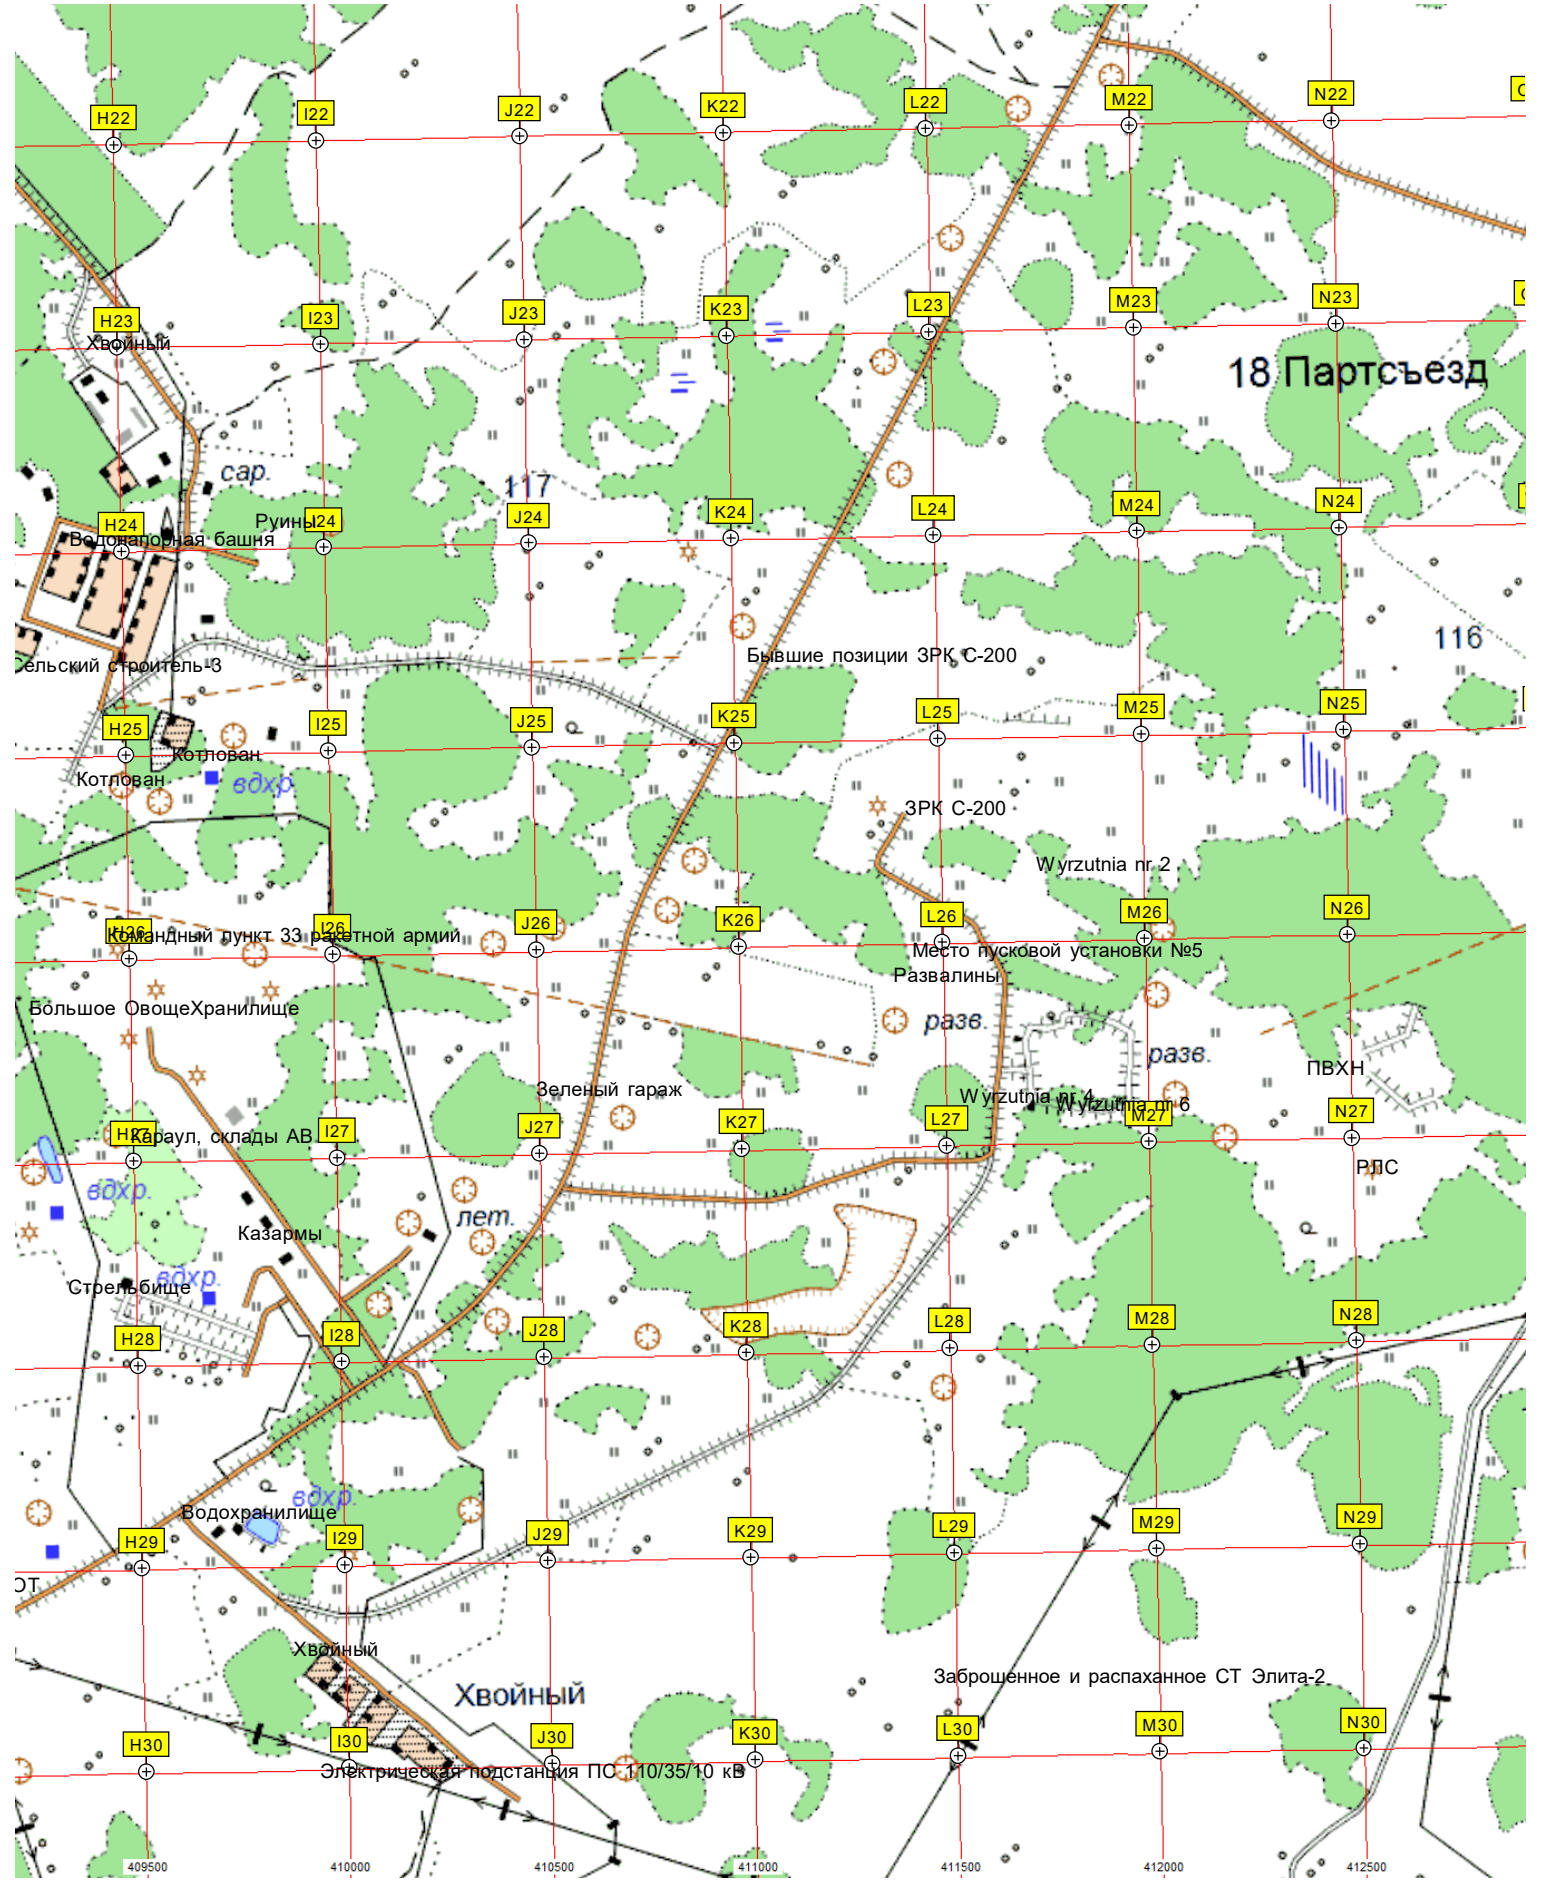 H22 I22 J22 K22 L22 M22 N22
H23 I23 J23 K23 L23 M23 N23
Хвойный
18 Партсъезд
сар.
117
H24 Руины I24 J24 K24 L24 M24 N24
Водонапорная башня
116
Сельский строитель-3
Бывшие позиции ЗРК С-200
H25 I25 J25 K25 L25 M25 N25
Котлован
Котлован
вдхр.
ЗРК С-200
Wyrzutnia nr 2
H26 I26 J26 K26 L26 M26 N26
Командный пункт 33 ракетной армии
Место пусковой установки №5
Развалины
Большое ОвощеХранилище
разв.
разв.
ПВХН
Зеленый гараж
Wyrzutnia nr 4
Wyrzutnia nr 6
H27 I27 J27 K27 L27 M27 N27
Караул, склады АВ
РЛС
вдхр.
лет.
Казармы
вдхр.
Стрельбище
H28 I28 J28 K28 L28 M28 N28
вдхр.
Водохранилище
H29 I29 J29 K29 L29 M29 N29
ОТ
Хвойный
Хвойный
Заброшенное и распаханное СТ Элита-2
H30 I30 J30 K30 L30 M30 N30
Электрическая подстанция ПС 110/35/10 кВ
409500 410000 410500 411000 411500 412000 412500